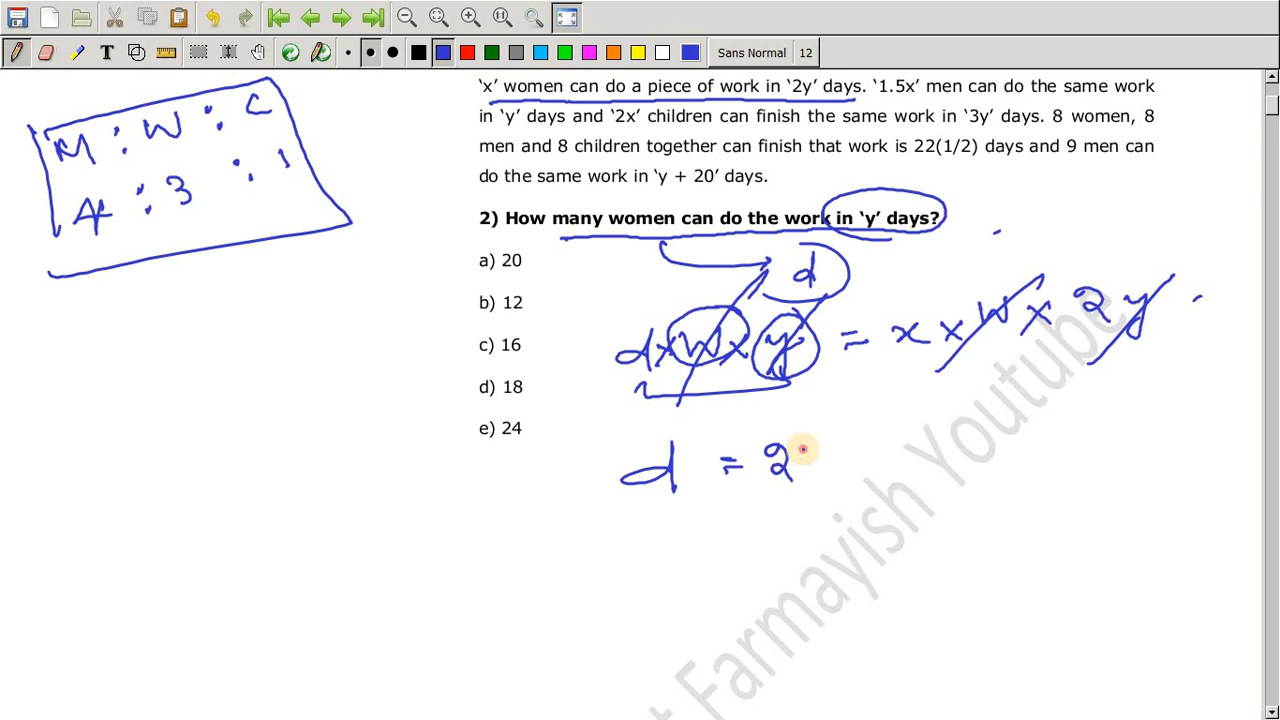 Sans Normal 12
'x' women can do a piece of work in '2y' days. '1.5x' men can do the same work
in 'y' days and '2x' children can finish the same work in '3y' days. 8 women, 8
men and 8 children together can finish that work is 22(1/2) days and 9 men can
do the same work in 'y + 20' days.
2) How many women can do the work in 'y' days?
a) 20
b) 12
c) 16
d) 18
e) 24
M : W : C
4 : 3 : 1
d
d x W x y = x x W x 2y
d = 2
t Farmayish Youtube